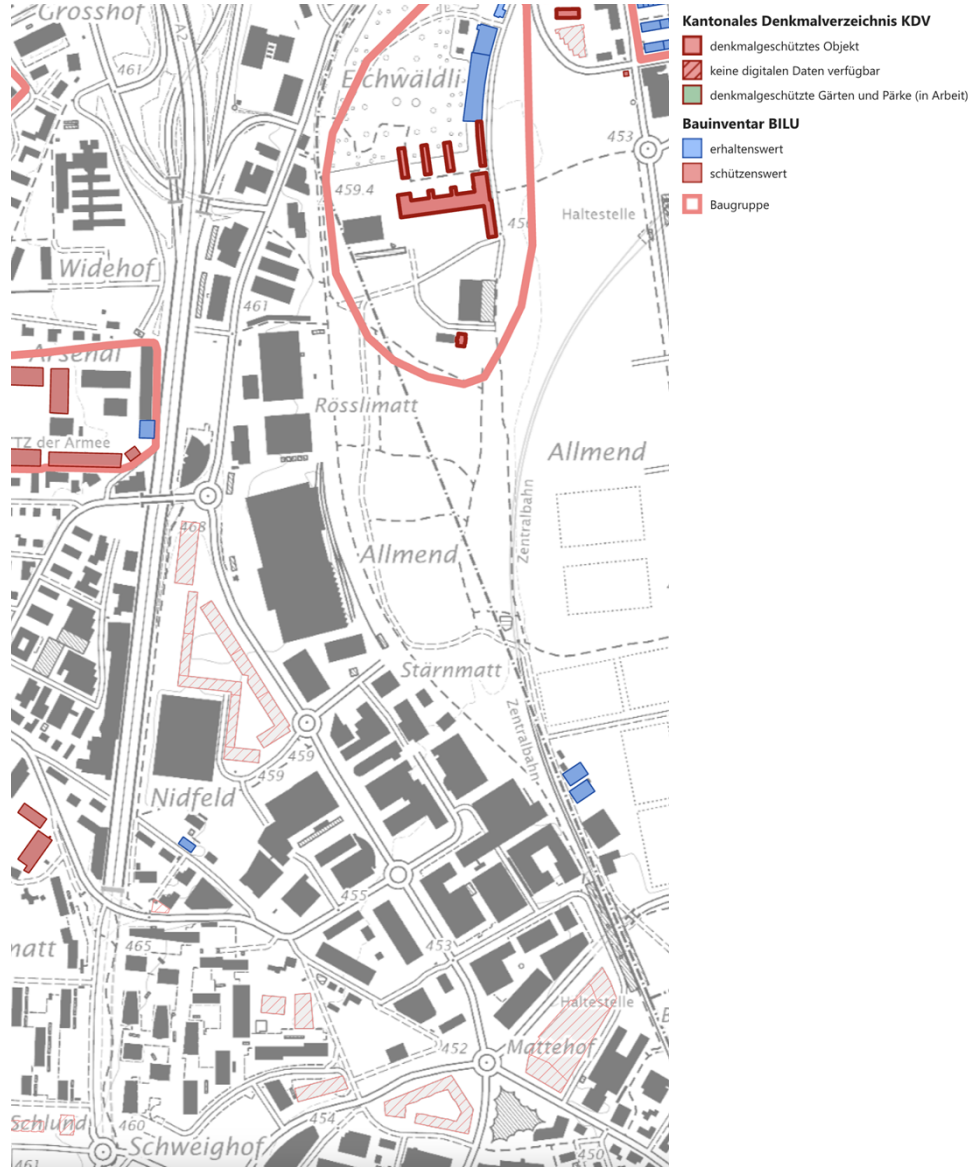 Kantonales Denkmalverzeichnis KDV
denkmalgeschütztes Objekt
keine digitalen Daten verfügbar
denkmalgeschützte Gärten und Pärke (in Arbeit)
Bauinventar BILU
erhaltenswert
schützenswert
Baugruppe
Grosshof
A2
461
Eichwäldli
453
459.4
Haltestelle
Widehof
461
Arsenal
Rösslimatt
TZ der Armee
Allmend
Zentralbahn
468
Allmend
Stärnmatt
Zentralbahn
459
459
Nidfeld
455
465
453
Haltestelle
452
Mattehof
454
Schlund
460
Schweighof
450
461